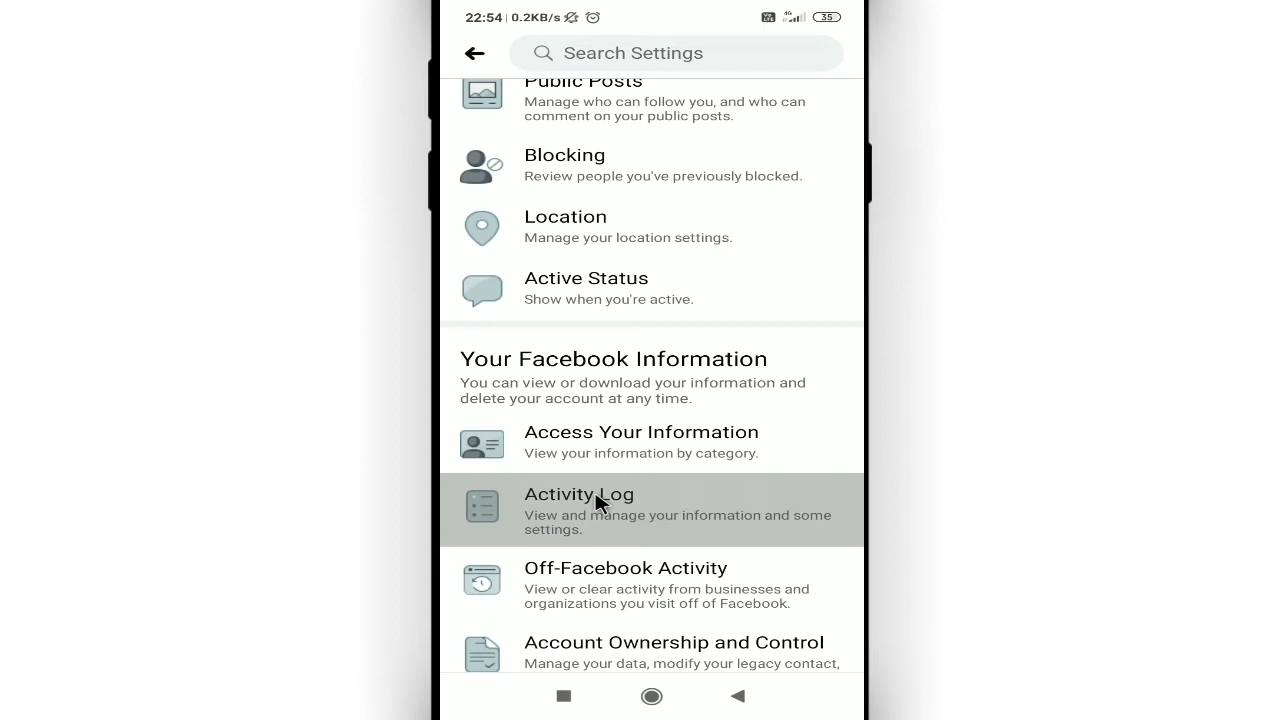 22:54 0.2KB/s Vo LTE 4G 35
Search Settings
Public Posts
Manage who can follow you, and who can
comment on your public posts.
Blocking
Review people you've previously blocked.
Location
Manage your location settings.
Active Status
Show when you're active.
Your Facebook Information
You can view or download your information and
delete your account at any time.
Access Your Information
View your information by category.
Activity Log
View and manage your information and some
settings.
Off-Facebook Activity
View or clear activity from businesses and
organizations you visit off of Facebook.
Account Ownership and Control
Manage your data, modify your legacy contact,